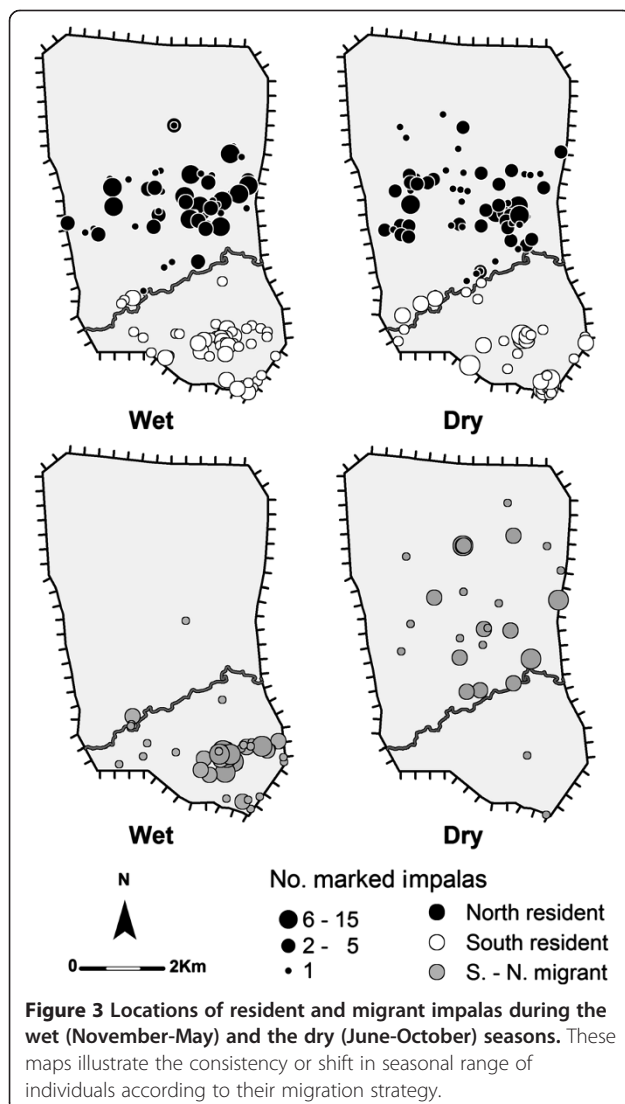 Wet
Dry
Wet
Dry
N
0 2Km
No. marked impalas
6 - 15
2 - 5
1
North resident
South resident
S. - N. migrant
Figure 3 Locations of resident and migrant impalas during the
wet (November-May) and the dry (June-October) seasons. These
maps illustrate the consistency or shift in seasonal range of
individuals according to their migration strategy.